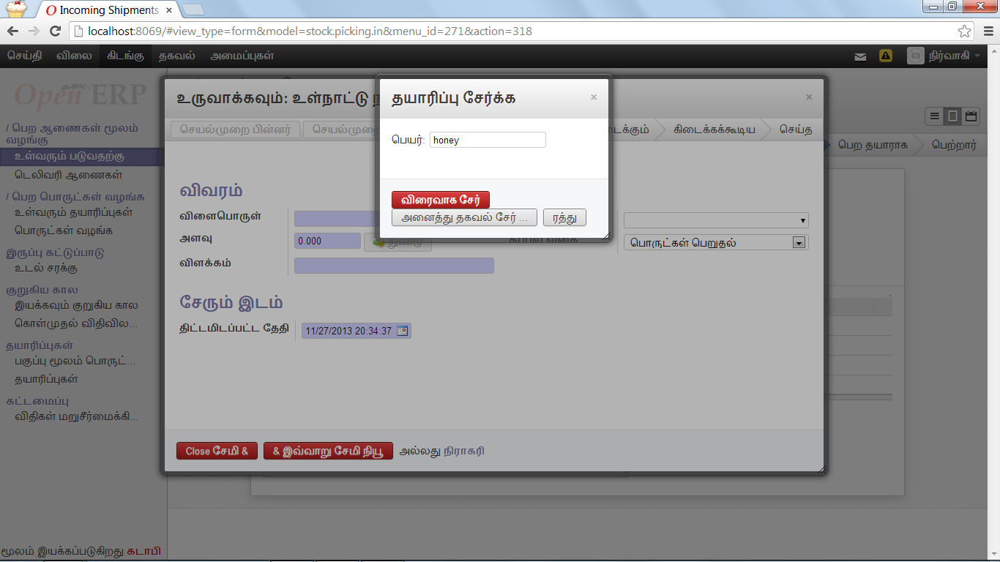 Incoming Shipments
localhost:8069/#view_type=form&model=stock.picking.in&menu_id=271&action=318
செய்தி விலை கிடங்கு தகவல் அமைப்புகள் நிர்வாகி
Open ERP
/ பெற ஆணைகள் மூலம்
வழங்கு
உள்வரும் படுவதற்கு
டெலிவரி ஆணைகள்
/ பெற பொருட்கள் வழங்க
உள்வரும் தயாரிப்புகள்
பொருட்கள் வழங்க
இருப்பு கட்டுப்பாடு
உடல் சரக்கு
குறுகிய கால
இயக்கவும் குறுகிய கால
கொள்முதல் விதிவில...
தயாரிப்புகள்
பகுப்பு மூலம் பொருட்...
தயாரிப்புகள்
கட்டமைப்பு
விதிகள் மறுசீர்மைக்கி...
மூலம் இயக்கப்படுகிறது கடாபி
உருவாக்கவும்: உள்நாட்டு
செயல்முறை பின்னர் செயல்முறை
டைக்கும் கிடைக்கக்கூடிய செய்த
பெற தயாராக பெற்றார்
தயாரிப்பு சேர்க்க
பெயர்: honey
விரைவாக சேர்
அனைத்து தகவல் சேர் ... ரத்து
விவரம்
விளைபொருள்
அளவு 0.000 துண்டு
பொருட்கள் பெறுதல்
விளக்கம்
சேரும் இடம்
திட்டமிடப்பட்ட தேதி 11/27/2013 20:34:37
Close சேமி & & இவ்வாறு சேமி நியூ அல்லது நிராகரி